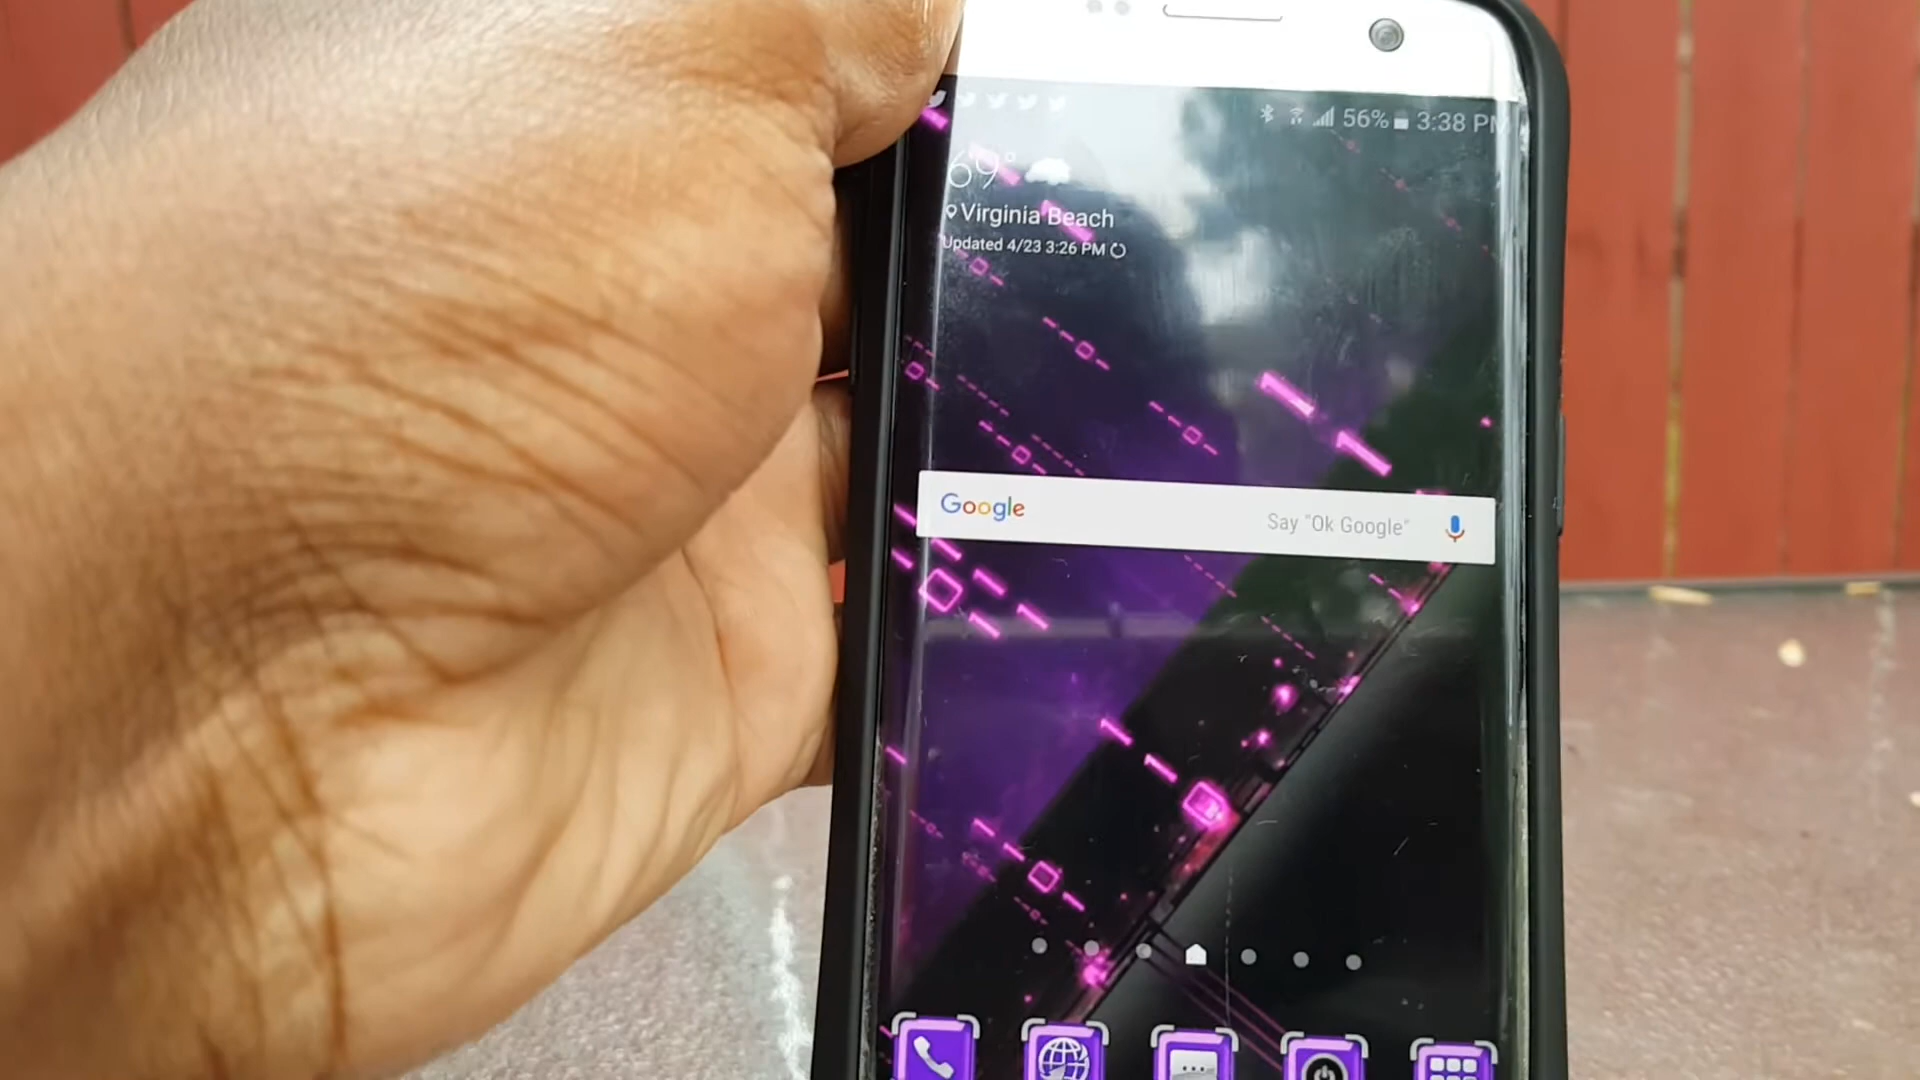 56% 3:38 PM
69°
Virginia Beach
Updated 4/23 3:26 PM
Google Say "Ok Google"